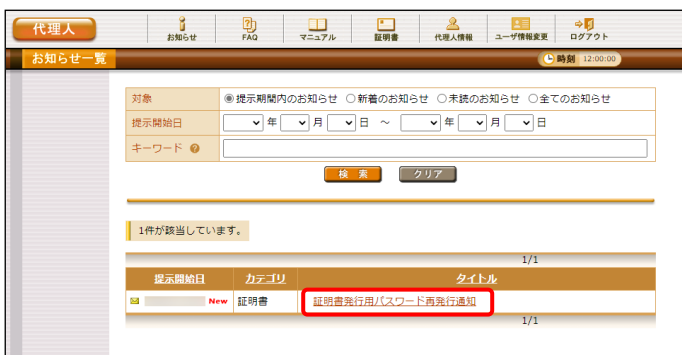 代理人
お知らせ
FAQ
マニュアル
証明書
代理人情報
ユーザ情報変更
ログアウト
お知らせ一覧
時刻 12:00:00
対象 提示期間内のお知らせ 新着のお知らせ 未読のお知らせ 全てのお知らせ
提示開始日 年 月 日 ～ 年 月 日
キーワード ?
検 索 クリア
1件が該当しています。
1/1
提示開始日 カテゴリ タイトル
New 証明書 証明書発行用パスワード再発行通知
1/1